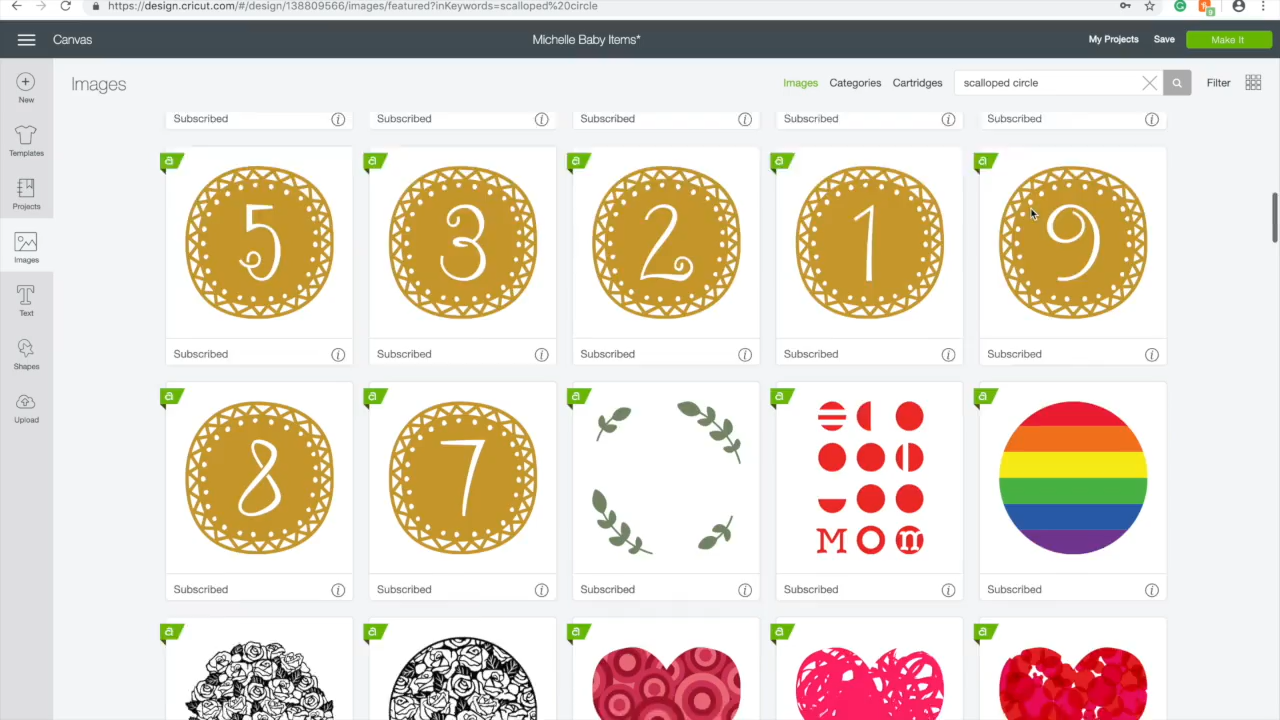 https://design.cricut.com/#/design/138809566/images/featured?inKeywords=scalloped%20circle
Canvas
Michelle Baby Items*
My Projects
Save
Make It
New
Templates
Projects
Images
Text
Shapes
Upload
Images
Images
Categories
Cartridges
scalloped circle
Filter
Subscribed
Subscribed
Subscribed
Subscribed
Subscribed
5
3
2
1
9
Subscribed
Subscribed
Subscribed
Subscribed
Subscribed
8
7
MOm
Subscribed
Subscribed
Subscribed
Subscribed
Subscribed